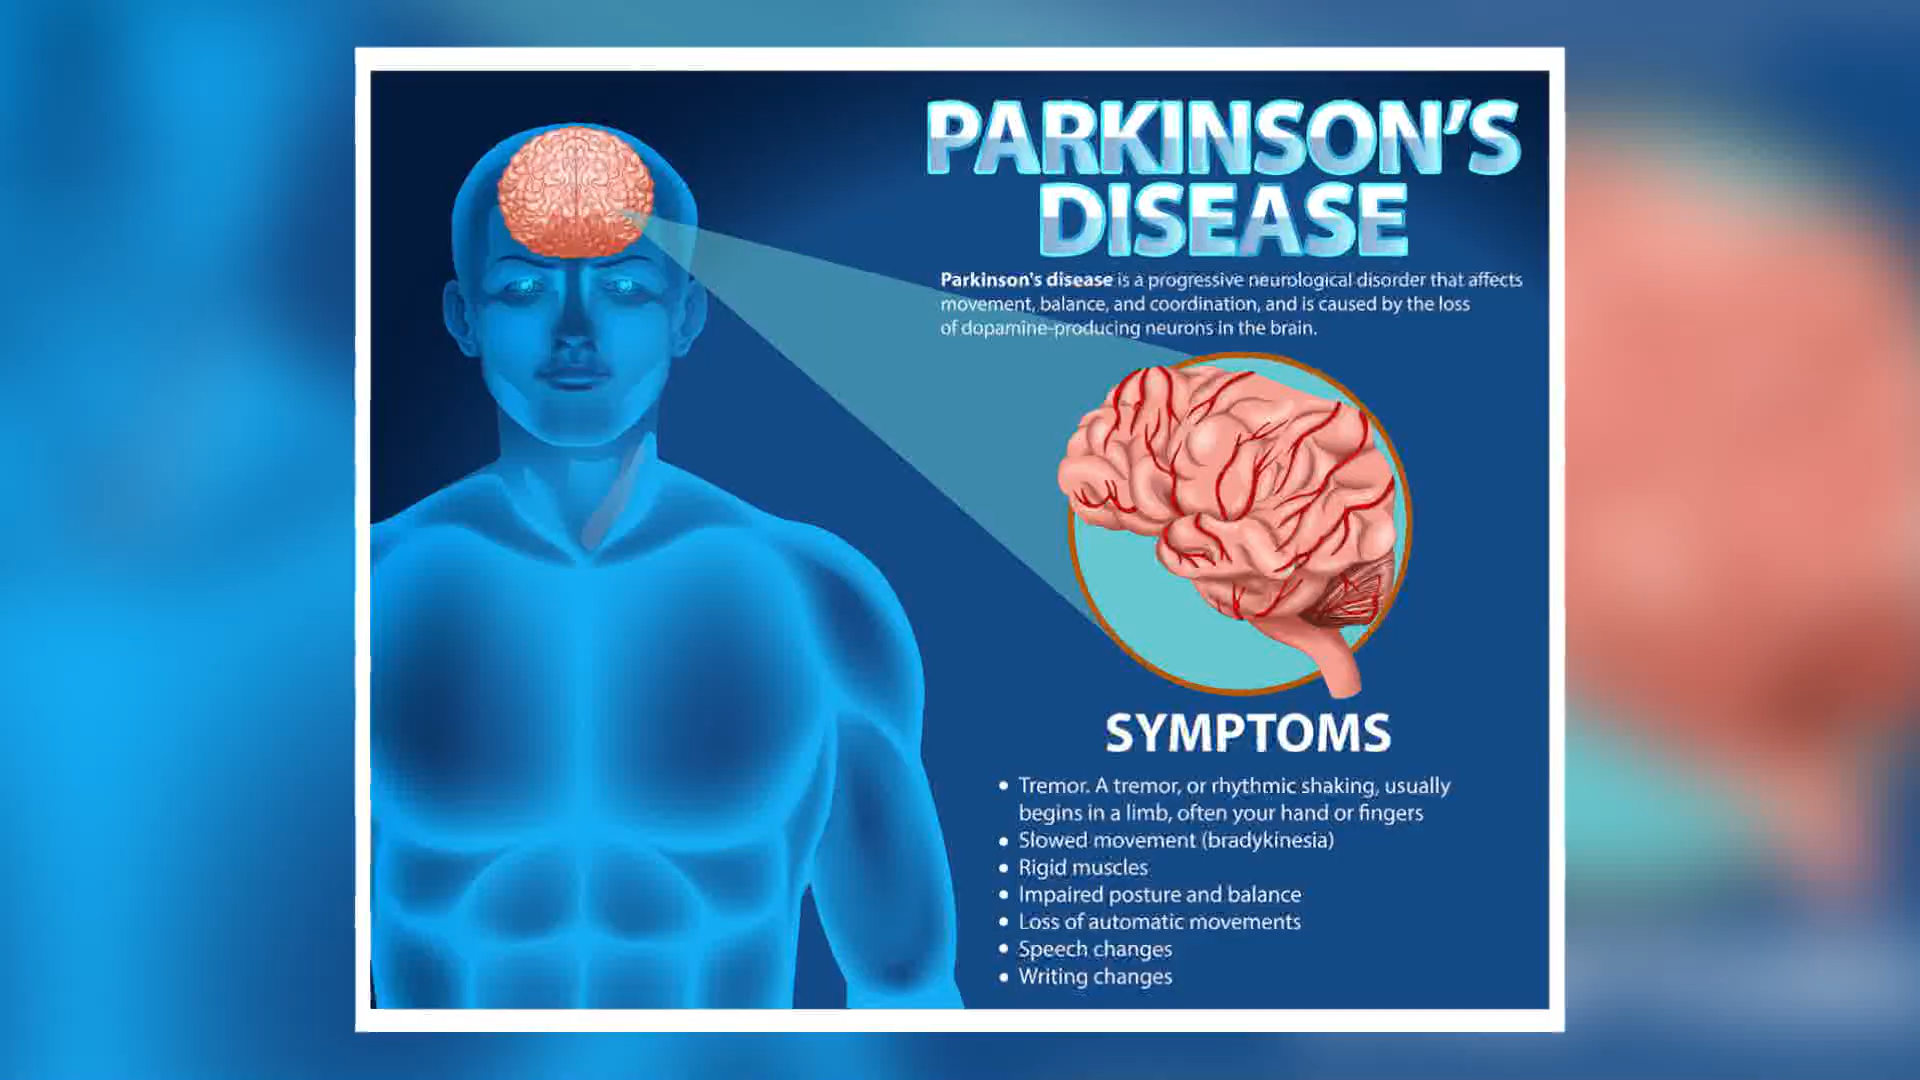 PARKINSON'S
DISEASE
Parkinson's disease is a progressive neurological disorder that affects
movement, balance, and coordination, and is caused by the loss
of dopamine-producing neurons in the brain.
SYMPTOMS
• Tremor. A tremor, or rhythmic shaking, usually
begins in a limb, often your hand or fingers
• Slowed movement (bradykinesia)
• Rigid muscles
• Impaired posture and balance
• Loss of automatic movements
• Speech changes
• Writing changes